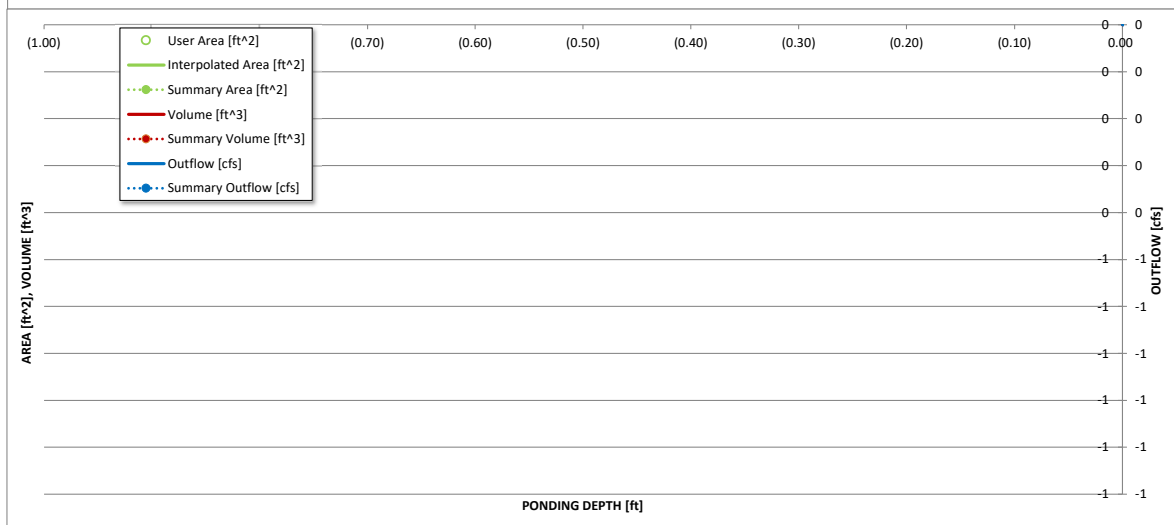 0 0
(1.00) (0.70) (0.60) (0.50) (0.40) (0.30) (0.20) (0.10) 0.00
User Area [ft^2]
Interpolated Area [ft^2]
Summary Area [ft^2]
Volume [ft^3]
Summary Volume [ft^3]
Outflow [cfs]
Summary Outflow [cfs]
0 0
0 0
0 0
0 0
-1 -1
-1 -1
-1 -1
-1 -1
-1 -1
-1 -1
AREA [ft^2], VOLUME [ft^3]
OUTFLOW [cfs]
PONDING DEPTH [ft]